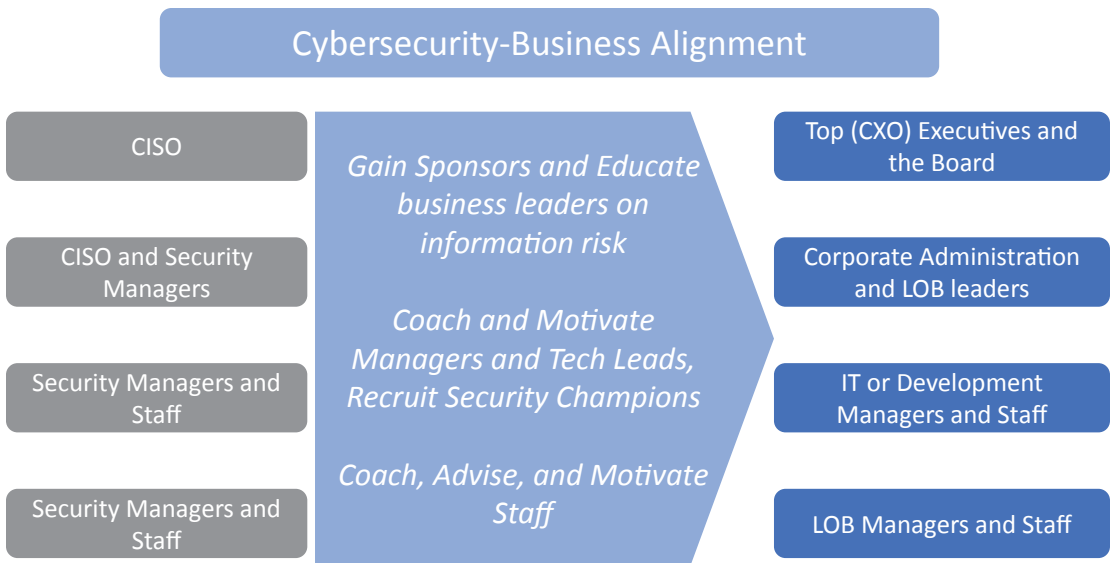 Cybersecurity-Business Alignment
CISO
CISO and Security
Managers
Security Managers and
Staff
Security Managers and
Staff
Gain Sponsors and Educate
business leaders on
information risk
Coach and Motivate
Managers and Tech Leads,
Recruit Security Champions
Coach, Advise, and Motivate
Staff
Top (CXO) Executives and
the Board
Corporate Administration
and LOB leaders
IT or Development
Managers and Staff
LOB Managers and Staff